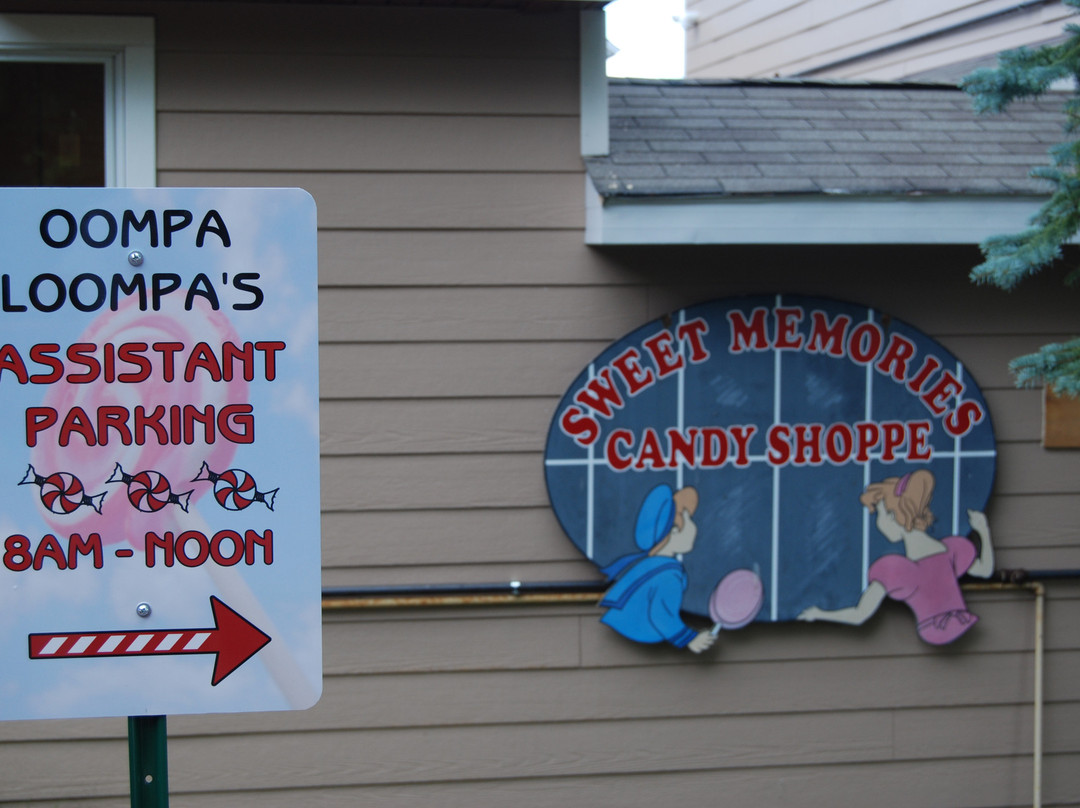 OOMPA
LOOMPA'S
ASSISTANT
PARKING
8AM - NOON
SWEET MEMORIES
CANDY SHOPPE